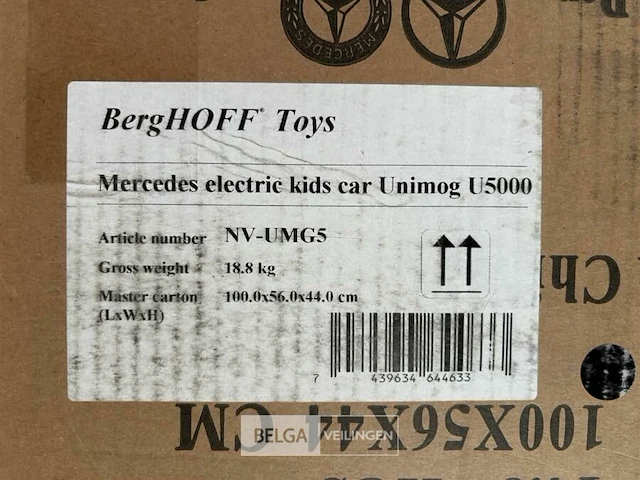 MERCEDES
BergHOFF® Toys
Mercedes electric kids car Unimog U5000
Article number NV-UMG5
Gross weight 18.8 kg
Master carton 100.0x56.0x44.0 cm
(LxWxH)
7 439634 644633
100X56X44 CM
BELGA VEILINGEN